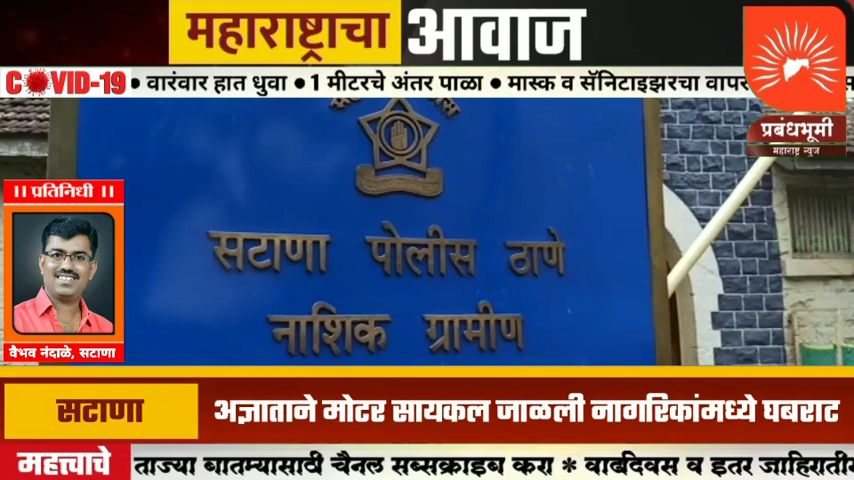 महाराष्ट्राचा आवाज
COVID-19 • वारंवार हात धुवा • 1 मीटरचे अंतर पाळा • मास्क व सॅनिटाइझरचा वापर
प्रबंधभूमी
महाराष्ट्र न्यूज
।। प्रतिनिधी ।।
वैभव नंदाळे, सटाणा
सटाणा पोलीस ठाणे
नाशिक ग्रामीण
सटाणा
अज्ञाताने मोटर सायकल जाळली नागरिकांमध्ये घबराट
महत्त्वाचे
ताज्या बातम्यासाठी चैनल सब्सक्राइब करा * वाढदिवस व इतर जाहिराती